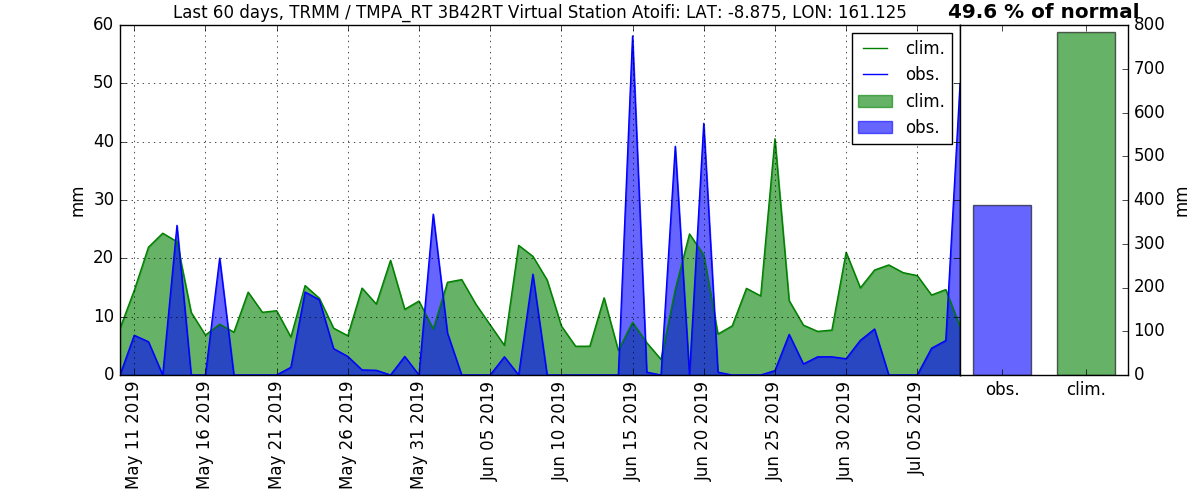 Last 60 days, TRMM / TMPA_RT 3B42RT Virtual Station Atoifi: LAT: -8.875, LON: 161.125
49.6 % of normal
60
50
40
30
20
10
0
mm
clim.
obs.
clim.
obs.
May 11 2019
May 16 2019
May 21 2019
May 26 2019
May 31 2019
Jun 05 2019
Jun 10 2019
Jun 15 2019
Jun 20 2019
Jun 25 2019
Jun 30 2019
Jul 05 2019
800
700
600
500
400
300
200
100
0
mm
obs.
clim.